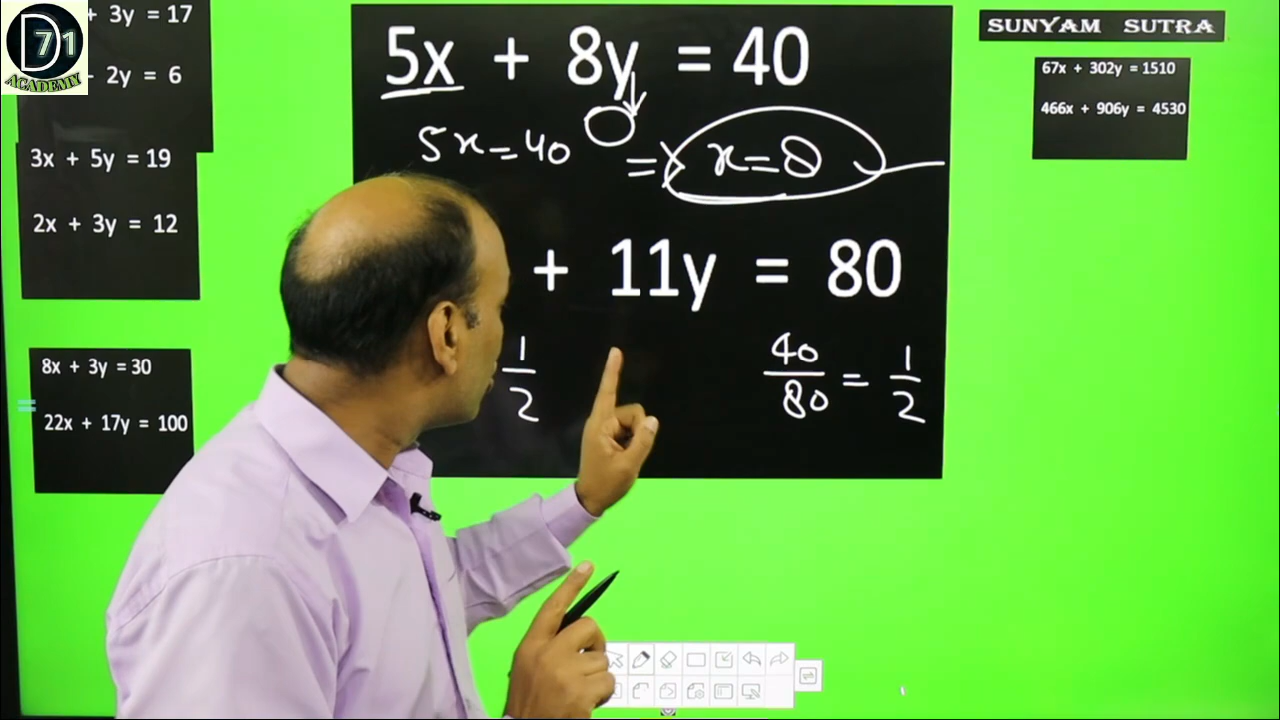 D 71
ACADEMY
+ 3y = 17
- 2y = 6
3x + 5y = 19
2x + 3y = 12
8x + 3y = 30
=
22x + 17y = 100
5x + 8y = 40
5x = 40 => x = 8
+ 11y = 80
1/2
40/80 = 1/2
SUNYAM SUTRA
67x + 302y = 1510
466x + 906y = 4530